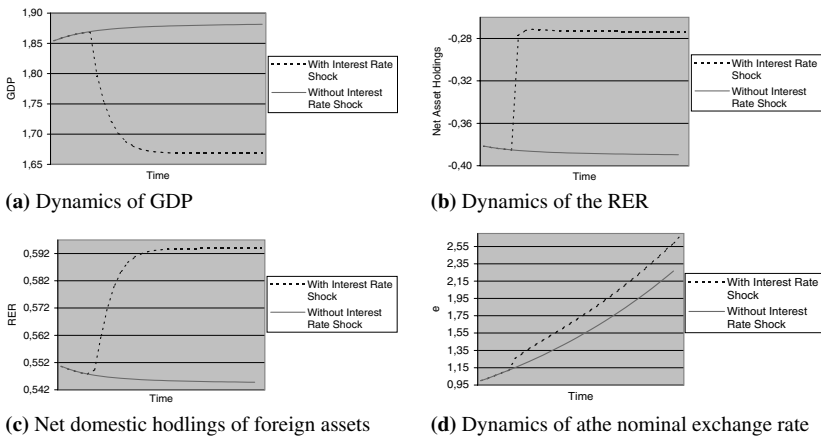 1,90
1,85
1,80
1,75
1,70
1,65
GDP
Time
With Interest Rate
Shock
Without Interest
Rate Shock
(a) Dynamics of GDP
-0,28
-0,32
-0,36
-0,40
Net Asset Holdings
Time
With Interest Rate
Shock
Without Interest
Rate Shock
(b) Dynamics of the RER
0,592
0,582
0,572
0,562
0,552
0,542
RER
Time
With Interest Rate
Shock
Without Interest
Rate Shock
(c) Net domestic hodlings of foreign assets
2,55
2,35
2,15
1,95
1,75
1,55
1,35
1,15
0,95
e
Time
With Interest Rate
Shock
Without Interest
Rate Shock
(d) Dynamics of athe nominal exchange rate